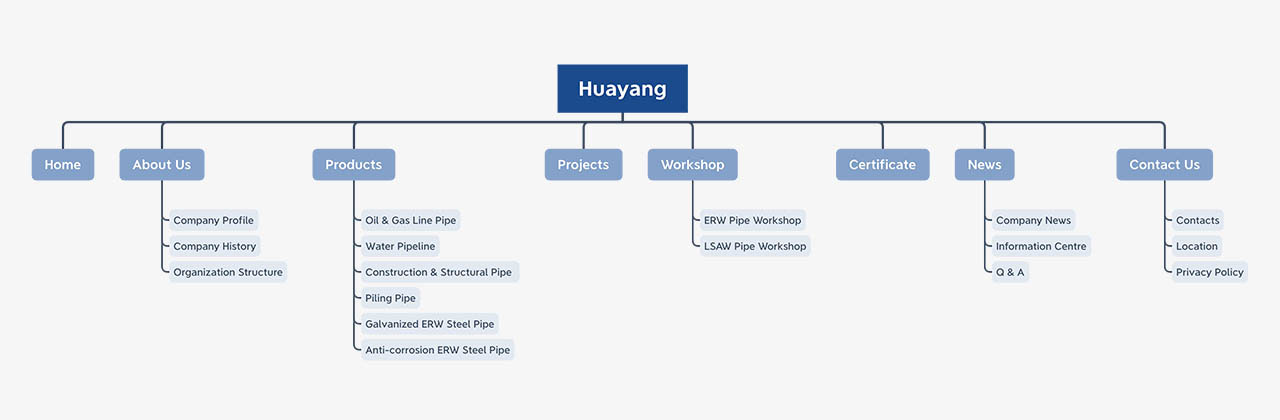 Huayang
Home
About Us
Products
Projects
Workshop
Certificate
News
Contact Us
Company Profile
Company History
Organization Structure
Oil & Gas Line Pipe
Water Pipeline
Construction & Structural Pipe
Piling Pipe
Galvanized ERW Steel Pipe
Anti-corrosion ERW Steel Pipe
ERW Pipe Workshop
LSAW Pipe Workshop
Company News
Information Centre
Q & A
Contacts
Location
Privacy Policy